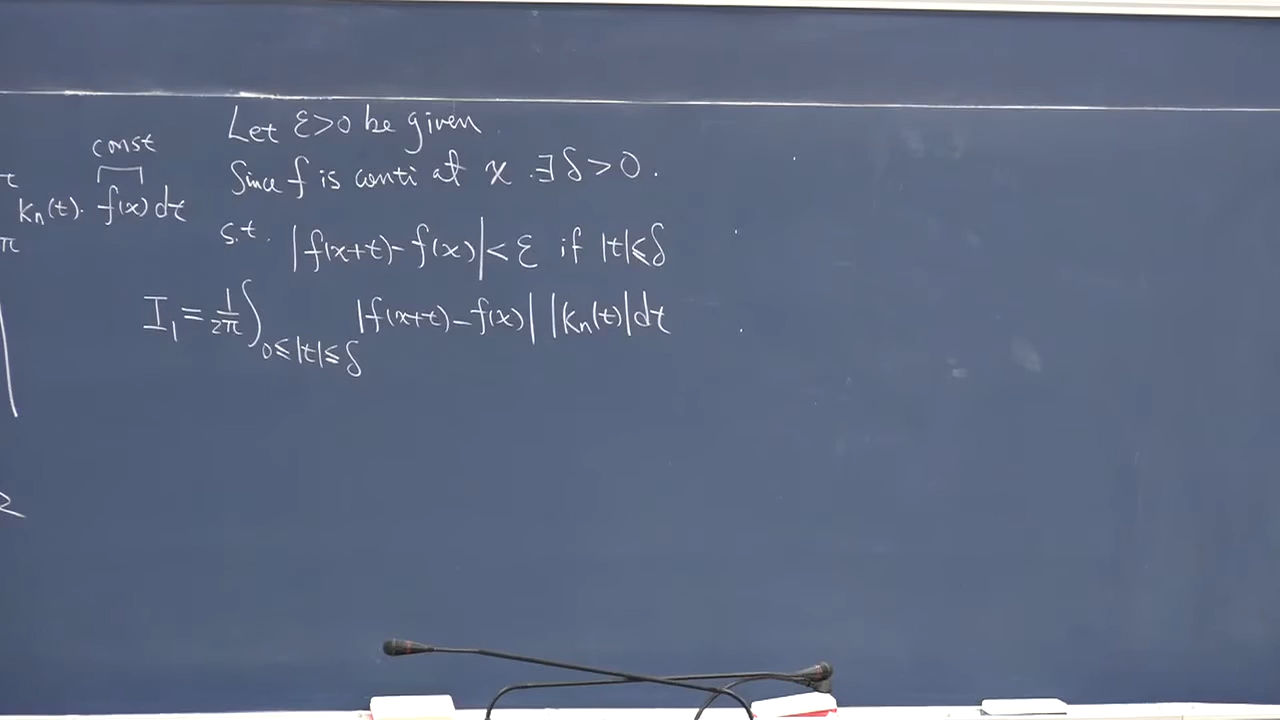 const
π
kₙ(t). f(x) dt
π
2
Let ε>0 be given
Since f is conti at x . ∃ δ > 0 .
s.t. |f(x+t)- f(x)| < ε if |t|≤δ
I₁ = 1/2π ∫_{0≤|t|≤δ} |f(x+t) - f(x)| |kₙ(t)| dt